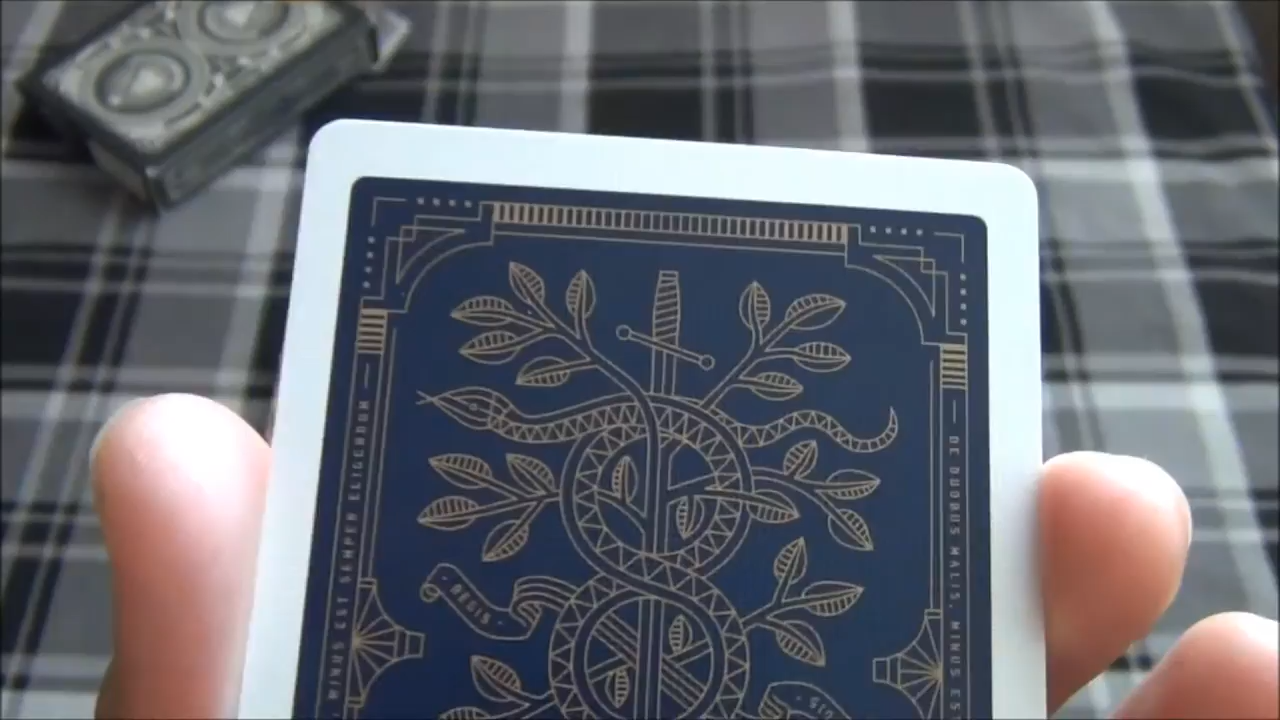 MINUS EST SEMPER ELIGENDUM —
· REGIS ·
— DE DUOBUS MALIS, MINUS EST